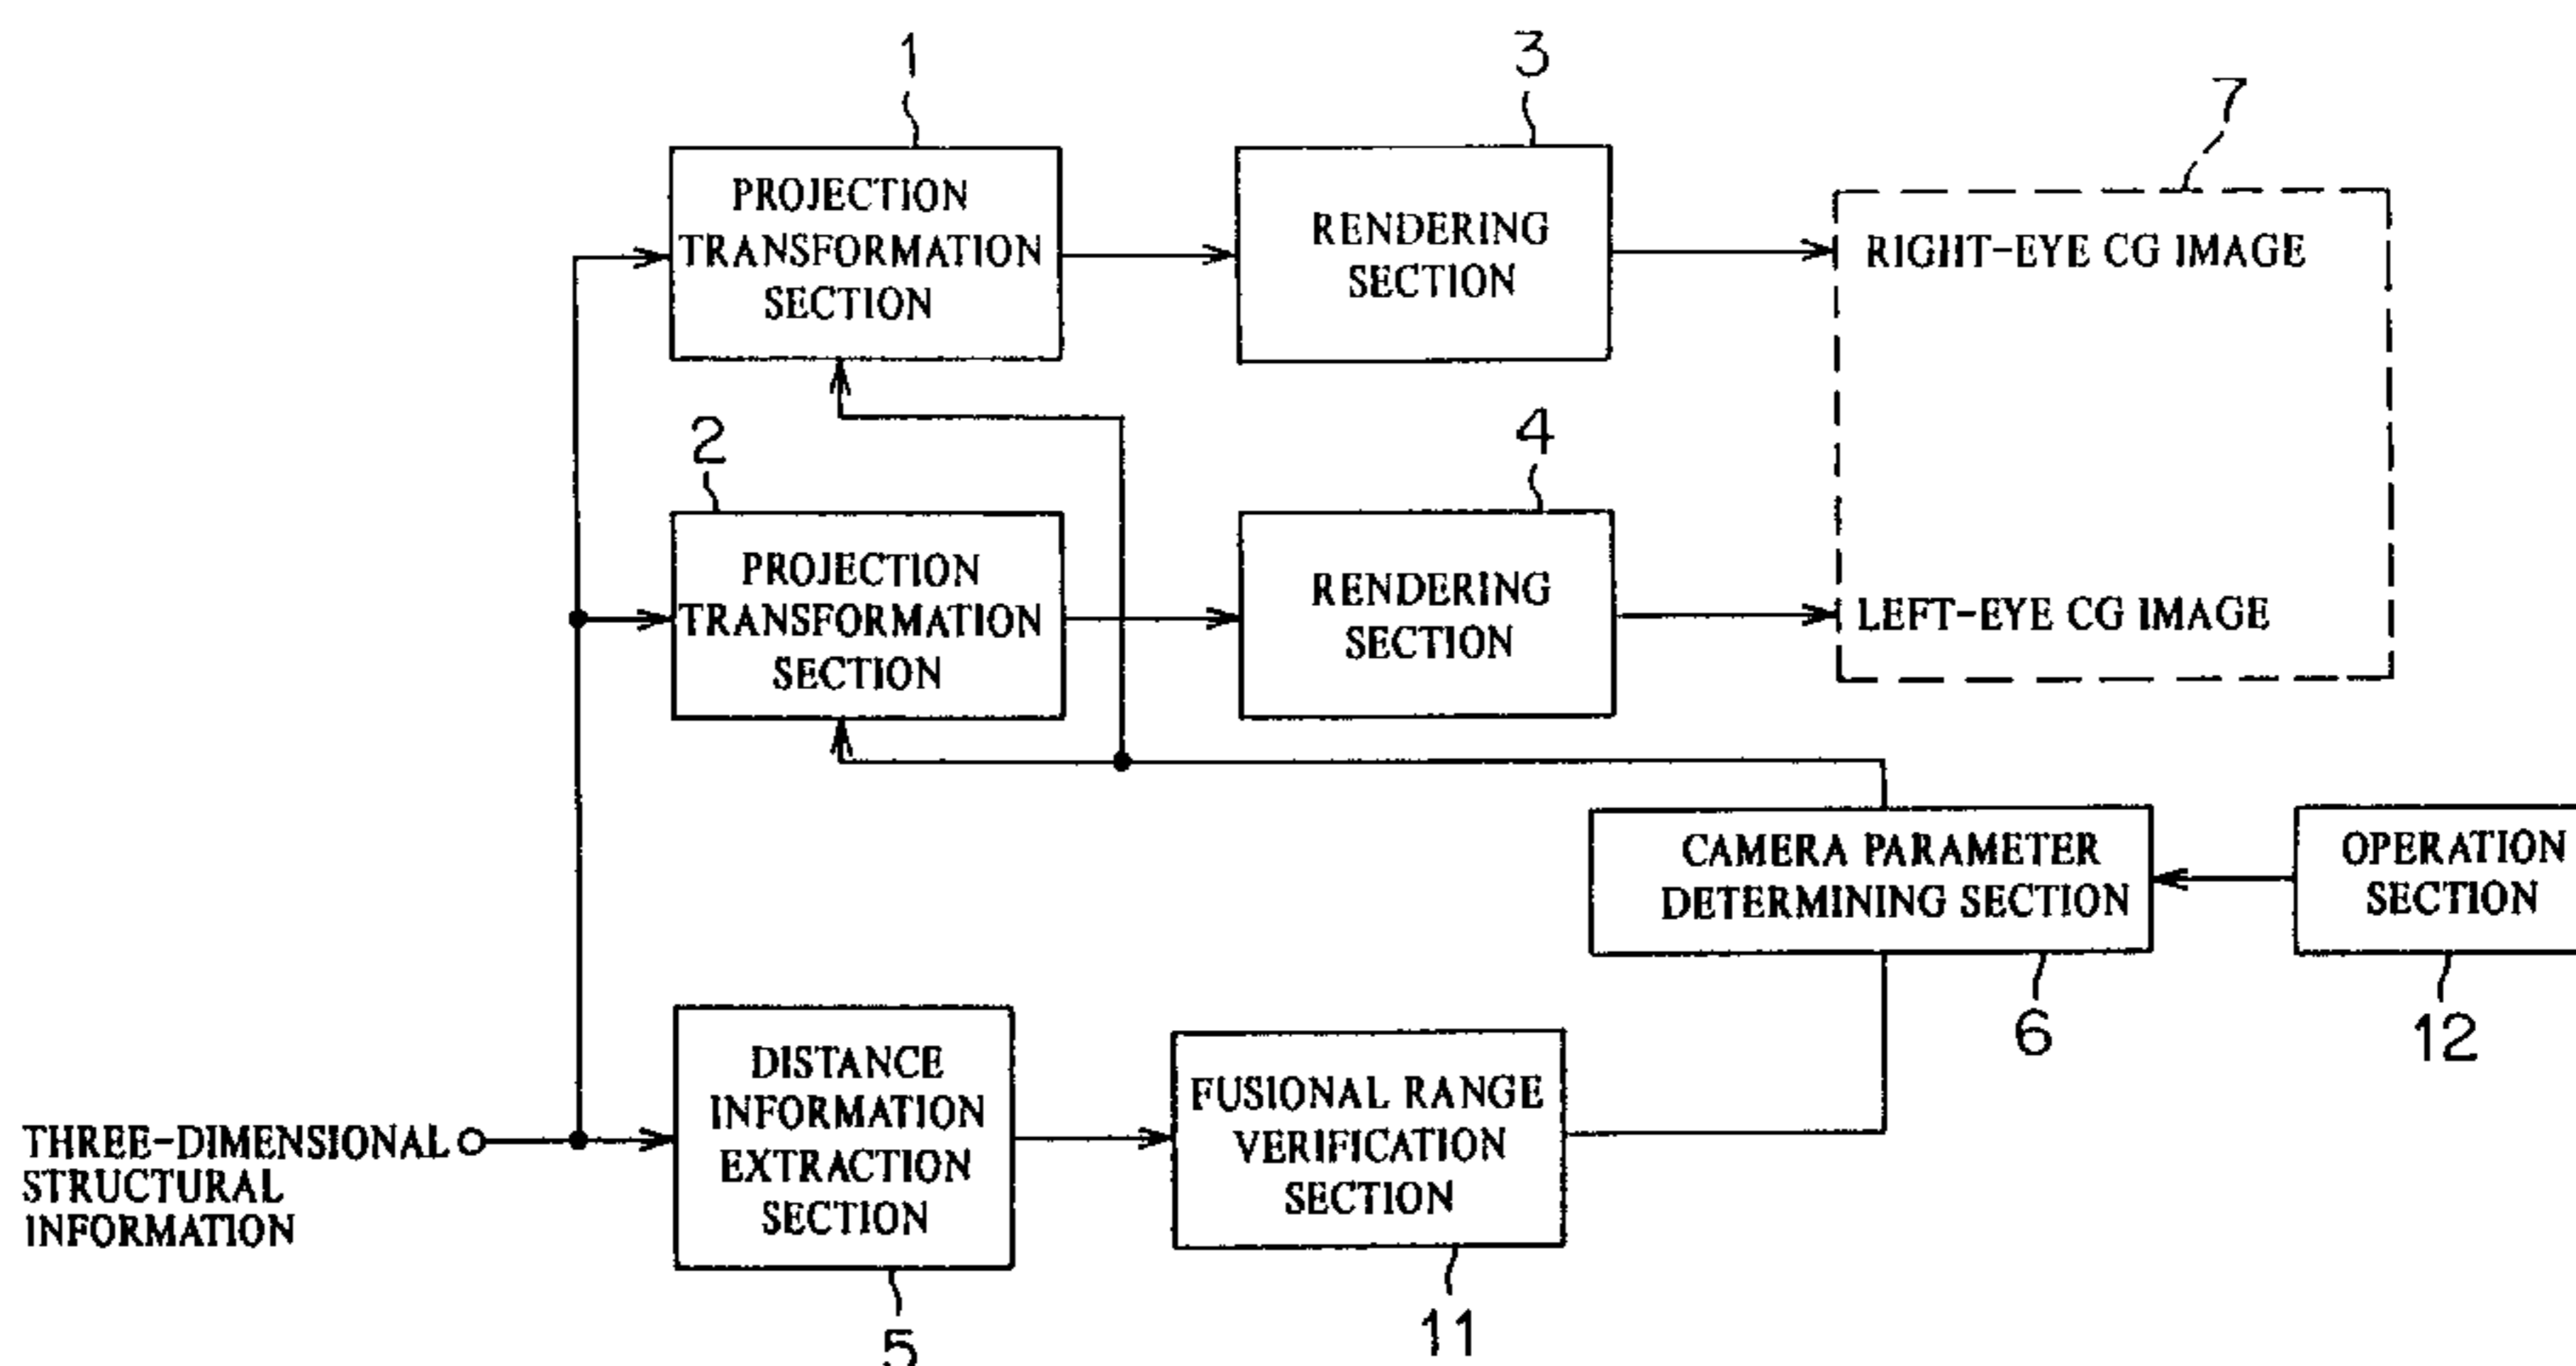 1
3
7
PROJECTION
TRANSFORMATION
SECTION
RENDERING
SECTION
RIGHT-EYE CG IMAGE
2
4
PROJECTION
TRANSFORMATION
SECTION
RENDERING
SECTION
LEFT-EYE CG IMAGE
CAMERA PARAMETER
DETERMINING SECTION
OPERATION
SECTION
6
12
THREE-DIMENSIONAL
STRUCTURAL
INFORMATION
DISTANCE
INFORMATION
EXTRACTION
SECTION
FUSIONAL RANGE
VERIFICATION
SECTION
5
11